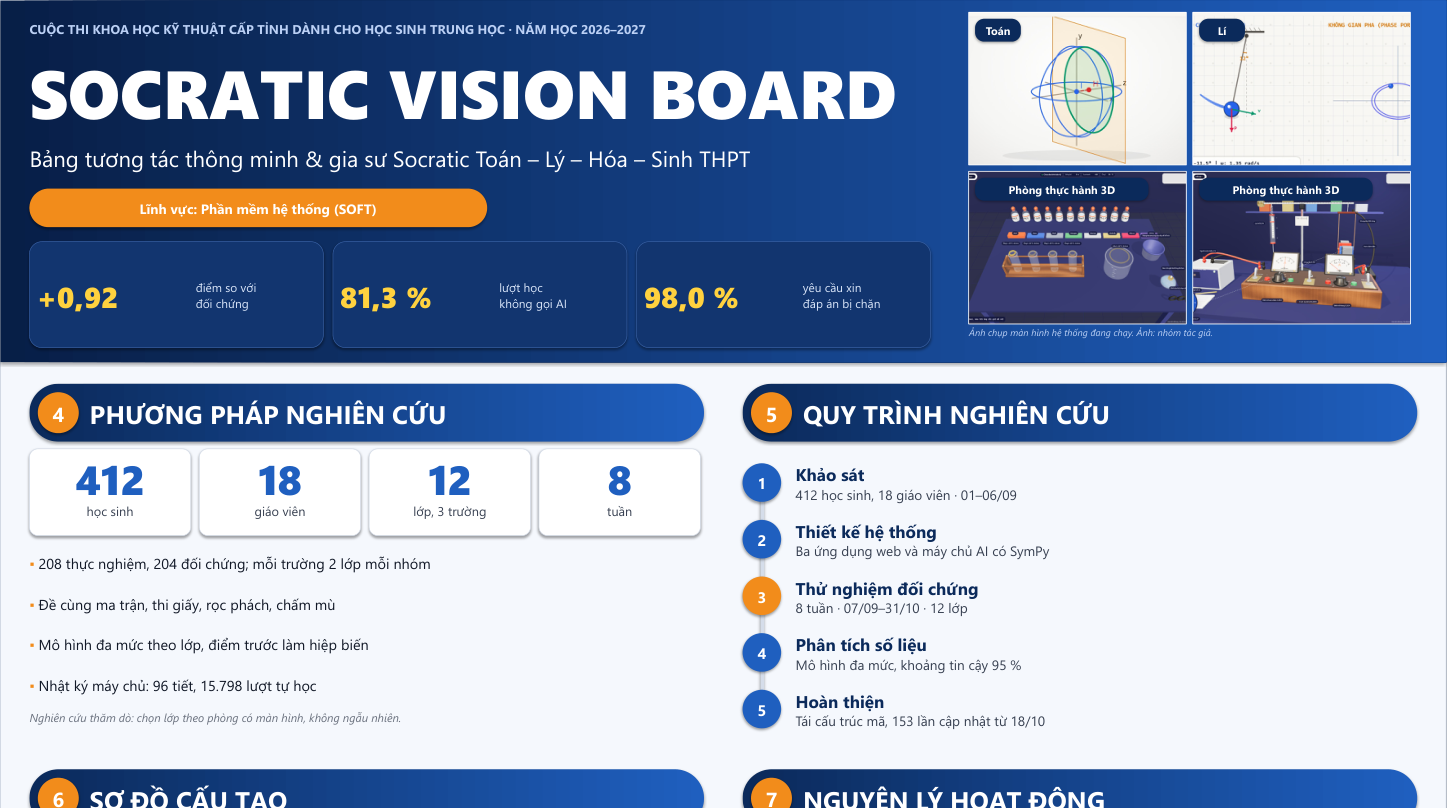 CUỘC THI KHOA HỌC KỸ THUẬT CẤP TỈNH DÀNH CHO HỌC SINH TRUNG HỌC · NĂM HỌC 2026–2027
SOCRATIC VISION BOARD
Bảng tương tác thông minh & gia sư Socratic Toán – Lý – Hóa – Sinh THPT
Lĩnh vực: Phần mềm hệ thống (SOFT)
+0,92
điểm so với
đối chứng
81,3 %
lượt học
không gọi AI
98,0 %
yêu cầu xin
đáp án bị chặn
Toán
y
z
Lí
KHÔNG GIAN PHA (PHASE POR
Phòng thực hành 3D
Phòng thực hành 3D
Ảnh chụp màn hình hệ thống đang chạy. Ảnh: nhóm tác giả.
4 PHƯƠNG PHÁP NGHIÊN CỨU
412
học sinh
18
giáo viên
12
lớp, 3 trường
8
tuần
▪ 208 thực nghiệm, 204 đối chứng; mỗi trường 2 lớp mỗi nhóm
▪ Đề cùng ma trận, thi giấy, rọc phách, chấm mù
▪ Mô hình đa mức theo lớp, điểm trước làm hiệp biến
▪ Nhật ký máy chủ: 96 tiết, 15.798 lượt tự học
Nghiên cứu thăm dò: chọn lớp theo phòng có màn hình, không ngẫu nhiên.
5 QUY TRÌNH NGHIÊN CỨU
1 Khảo sát
412 học sinh, 18 giáo viên · 01–06/09
2 Thiết kế hệ thống
Ba ứng dụng web và máy chủ AI có SymPy
3 Thử nghiệm đối chứng
8 tuần · 07/09–31/10 · 12 lớp
4 Phân tích số liệu
Mô hình đa mức, khoảng tin cậy 95 %
5 Hoàn thiện
Tái cấu trúc mã, 153 lần cập nhật từ 18/10
6 SƠ ĐỒ CẤU TẠO
7 NGUYÊN LÝ HOẠT ĐỘNG